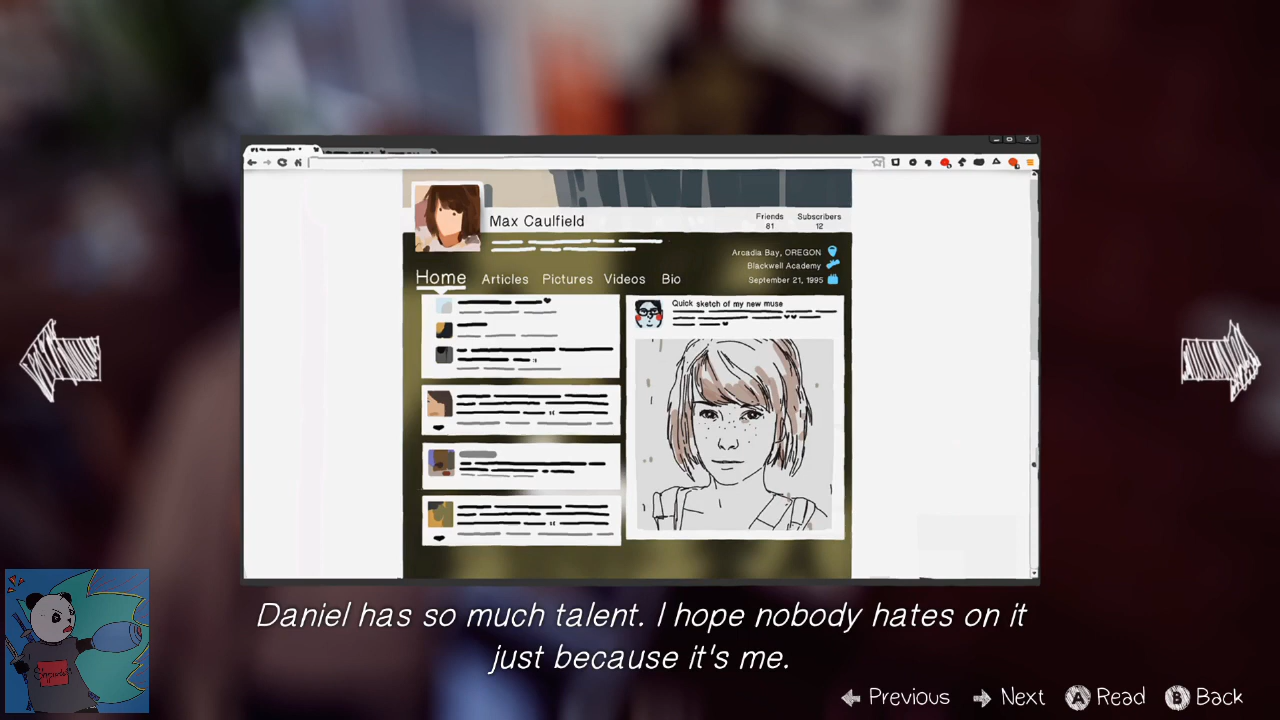 Max Caulfield
Friends
61
Subscribers
12
Arcadia Bay, OREGON
Blackwell Academy
September 21, 1995
Home Articles Pictures Videos Bio
Quick sketch of my new muse
Daniel has so much talent. I hope nobody hates on it
just because it's me.
Previous Next A Read B Back